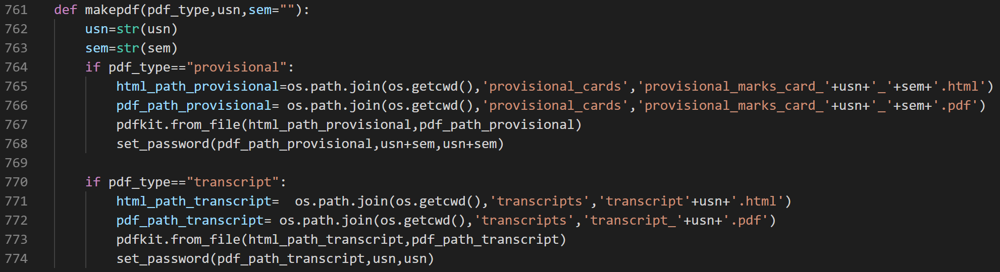 761 def makepdf(pdf_type,usn,sem=""):
762     usn=str(usn)
763     sem=str(sem)
764     if pdf_type=="provisional":
765         html_path_provisional=os.path.join(os.getcwd(),'provisional_cards','provisional_marks_card_'+usn+'_'+sem+'.html')
766         pdf_path_provisional= os.path.join(os.getcwd(),'provisional_cards','provisional_marks_card_'+usn+'_'+sem+'.pdf')
767         pdfkit.from_file(html_path_provisional,pdf_path_provisional)
768         set_password(pdf_path_provisional,usn+sem,usn+sem)
769
770     if pdf_type=="transcript":
771         html_path_transcript=  os.path.join(os.getcwd(),'transcripts','transcript'+usn+'.html')
772         pdf_path_transcript= os.path.join(os.getcwd(),'transcripts','transcript_'+usn+'.pdf')
773         pdfkit.from_file(html_path_transcript,pdf_path_transcript)
774         set_password(pdf_path_transcript,usn,usn)